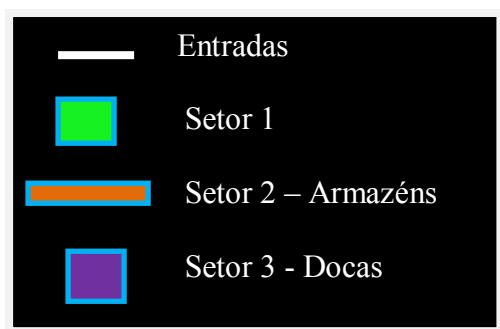 Entradas
Setor 1
Setor 2 – Armazéns
Setor 3 - Docas